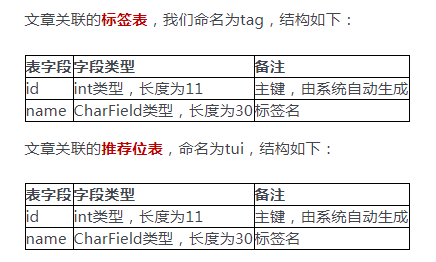 文章关联的标签表，我们命名为tag，结构如下：
表字段 字段类型 备注
id int类型，长度为11 主键，由系统自动生成
name CharField类型，长度为30 标签名
文章关联的推荐位表，命名为tui，结构如下：
表字段 字段类型 备注
id int类型，长度为11 主键，由系统自动生成
name CharField类型，长度为30 标签名